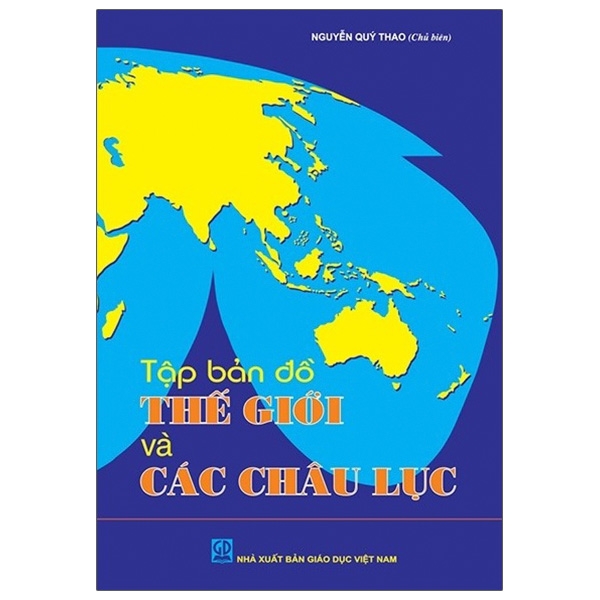 NGUYỄN QUÝ THAO (Chủ biên)
Tập bản đồ
THẾ GIỚI
và
CÁC CHÂU LỤC
GD
NHÀ XUẤT BẢN GIÁO DỤC VIỆT NAM